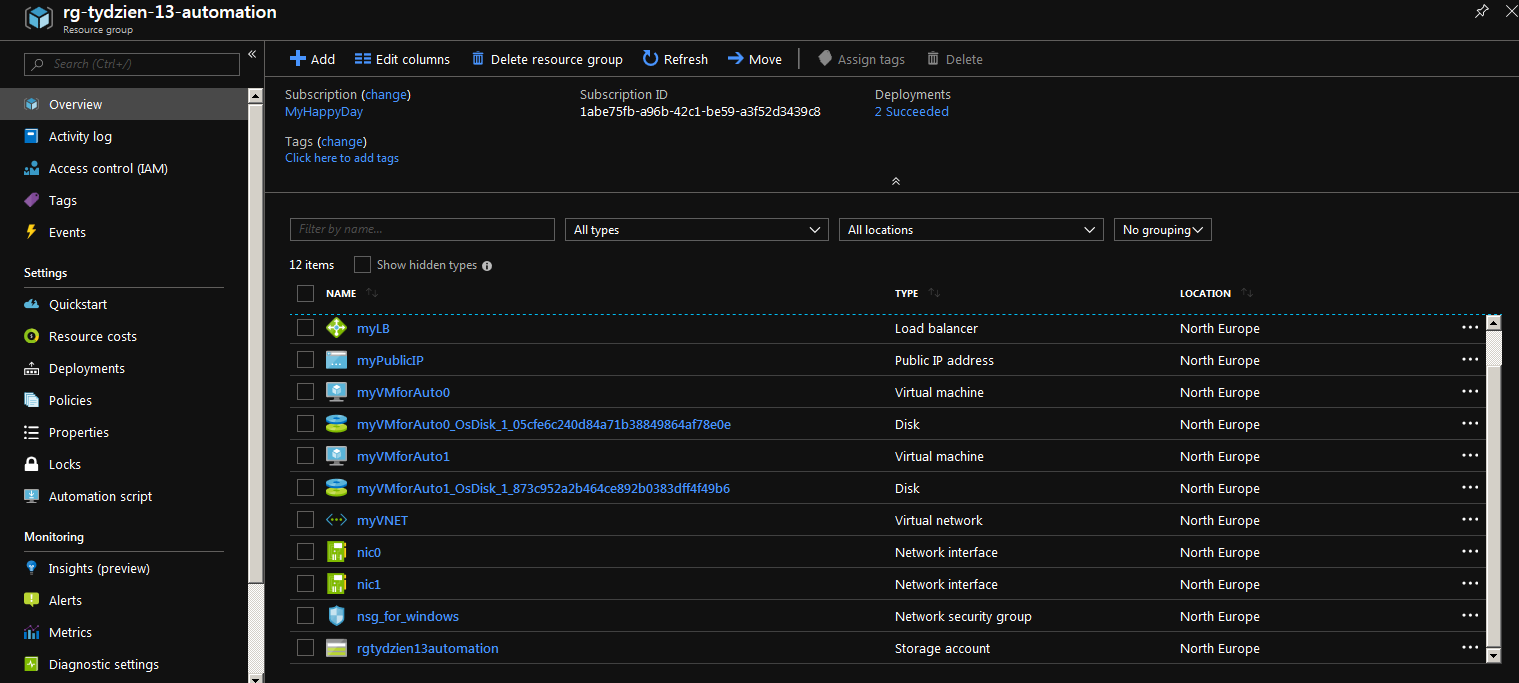 rg-tydzien-13-automation
Resource group
Search (Ctrl+/)
Overview
Activity log
Access control (IAM)
Tags
Events
Settings
Quickstart
Resource costs
Deployments
Policies
Properties
Locks
Automation script
Monitoring
Insights (preview)
Alerts
Metrics
Diagnostic settings
Add Edit columns Delete resource group Refresh Move Assign tags Delete
Subscription (change) Subscription ID Deployments
MyHappyDay 1abe75fb-a96b-42c1-be59-a3f52d3439c8 2 Succeeded
Tags (change)
Click here to add tags
Filter by name... All types All locations No grouping
12 items Show hidden types
NAME TYPE LOCATION
myLB Load balancer North Europe
myPublicIP Public IP address North Europe
myVMforAuto0 Virtual machine North Europe
myVMforAuto0_OsDisk_1_05cfe6c240d84a71b38849864af78e0e Disk North Europe
myVMforAuto1 Virtual machine North Europe
myVMforAuto1_OsDisk_1_873c952a2b464ce892b0383dff4f49b6 Disk North Europe
myVNET Virtual network North Europe
nic0 Network interface North Europe
nic1 Network interface North Europe
nsg_for_windows Network security group North Europe
rgtydzien13automation Storage account North Europe